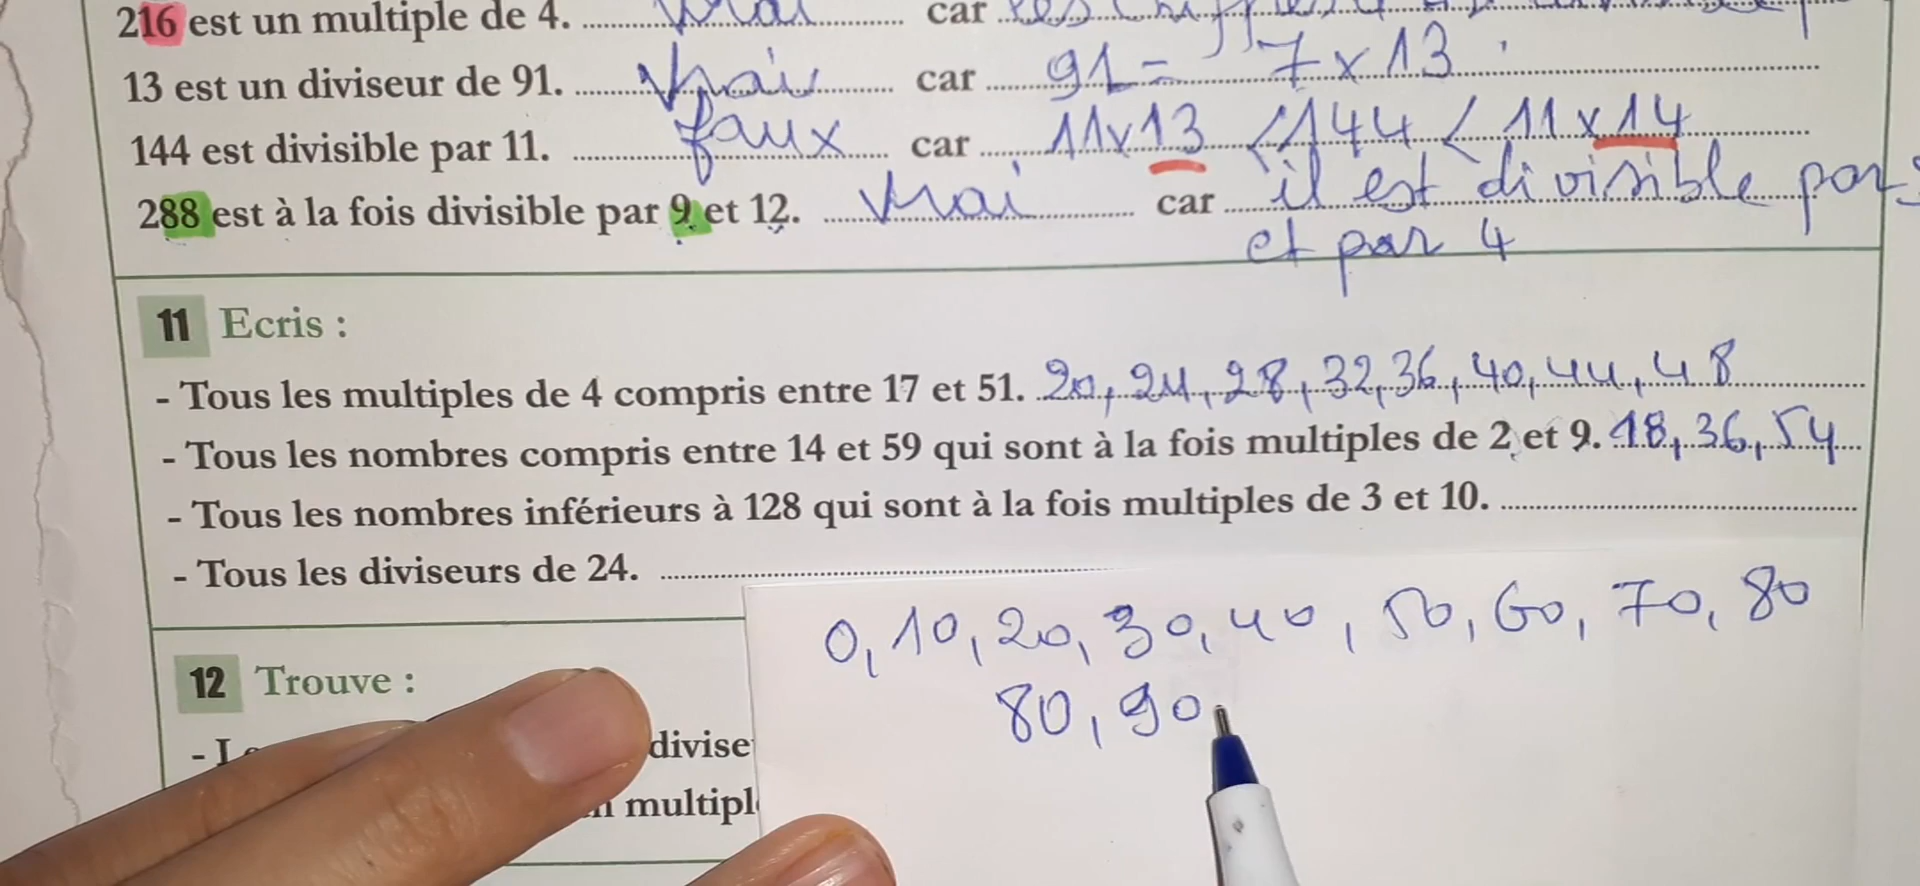 216 est un multiple de 4. vrai car les chiffres
13 est un diviseur de 91. vrai car 91 = 7 x 13.
144 est divisible par 11. faux car 11x13 < 144 < 11 x 14
288 est à la fois divisible par 9 et 12. vrai car il est divisible par
et par 4
11 Ecris :
- Tous les multiples de 4 compris entre 17 et 51. 20, 24, 28, 32, 36, 40, 44, 48
- Tous les nombres compris entre 14 et 59 qui sont à la fois multiples de 2 et 9. 18, 36, 54
- Tous les nombres inférieurs à 128 qui sont à la fois multiples de 3 et 10.
- Tous les diviseurs de 24.
0, 10, 20, 30, 40, 50, 60, 70, 80
80, 90
12 Trouve :
- L divise
multipl